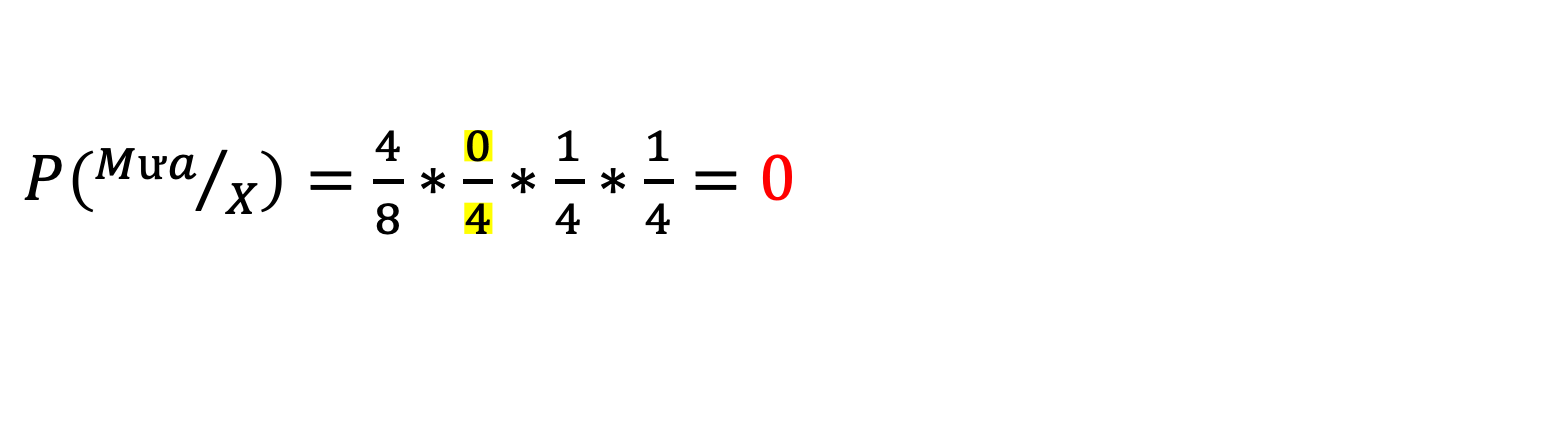 P(Mưa/X) = 4/8 * 0/4 * 1/4 * 1/4 = 0